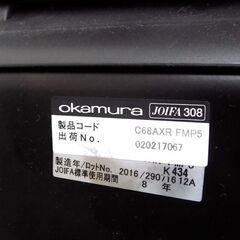 okamura JOIFA 308
製品コード C68AXR FMP5
出荷No. 020217067
K434
製造年/ロットNo. 2016/290/1612A
JOIFA標準使用期間 8年